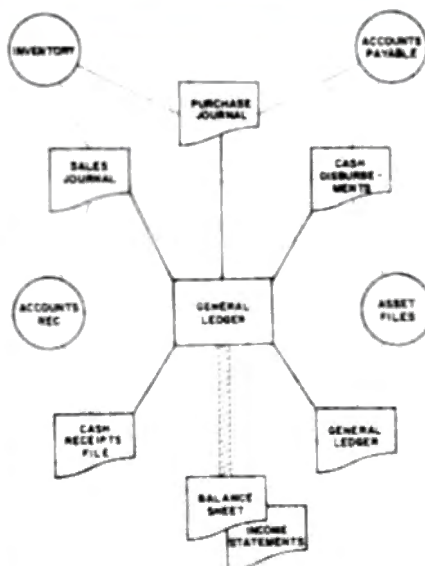 INVENTORY
ACCOUNTS
PAYABLE
PURCHASE
JOURNAL
SALES
JOURNAL
CASH
DISBURSE-
MENTS
ACCOUNTS
REC
GENERAL
LEDGER
ASSET
FILES
CASH
RECEIPTS
FILE
GENERAL
LEDGER
BALANCE
SHEET
INCOME
STATEMENTS